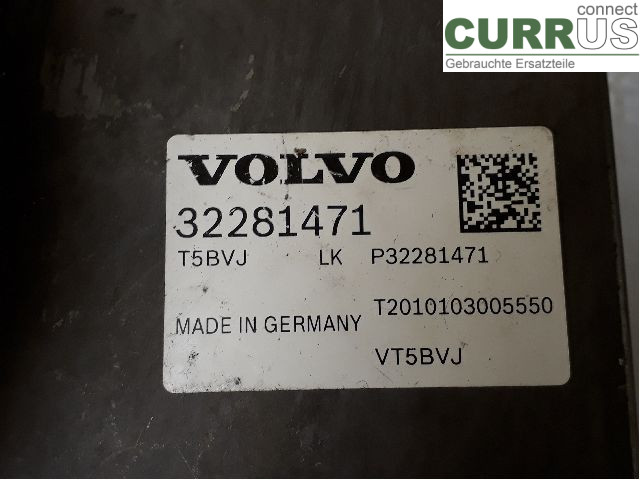 connect
CURRUS
Gebrauchte Ersatzteile
VOLVO
32281471
T5BVJ LK P32281471
T2010103005550
MADE IN GERMANY
VT5BVJ